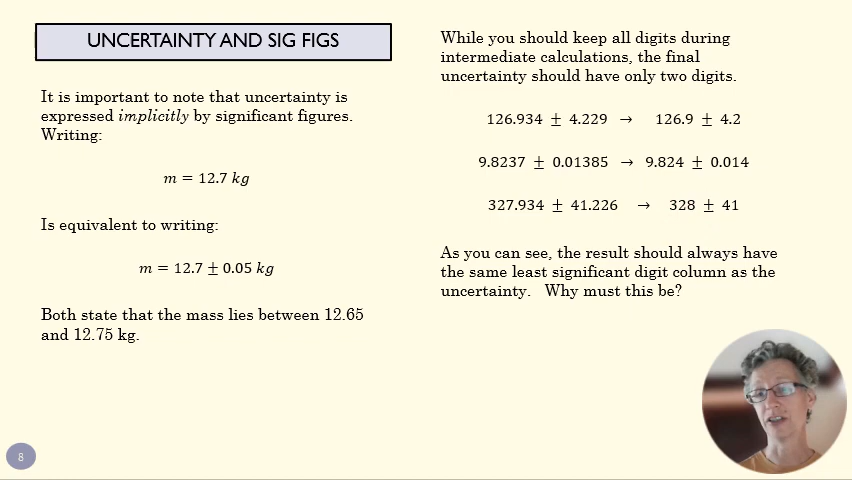 UNCERTAINTY AND SIG FIGS
It is important to note that uncertainty is
expressed implicitly by significant figures.
Writing:
m = 12.7 kg
Is equivalent to writing:
m = 12.7 ± 0.05 kg
Both state that the mass lies between 12.65
and 12.75 kg.
While you should keep all digits during
intermediate calculations, the final
uncertainty should have only two digits.
126.934 ± 4.229 → 126.9 ± 4.2
9.8237 ± 0.01385 → 9.824 ± 0.014
327.934 ± 41.226 → 328 ± 41
As you can see, the result should always have
the same least significant digit column as the
uncertainty. Why must this be?
8